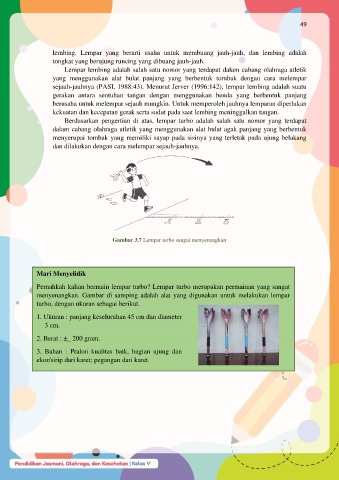 49
lembing. Lempar yang berarti usaha untuk membuang jauh-jauh, dan lembing adalah
tongkat yang berujung runcing yang dibuang jauh-jauh.
Lempar lembing adalah salah satu nomor yang terdapat dalam cabang olahraga atletik
yang menggunakan alat bulat panjang yang berbentuk tombak dengan cara melempar
sejauh-jauhnya (PASI, 1988:43). Menurut Jerver (1996:142), lempar lembing adalah suatu
gerakan antara sentuhan tangan dengan menggunakan benda yang berbentuk panjang
berusaha untuk melempar sejauh mungkin. Untuk memperoleh jauhnya lemparan diperlukan
kekuatan dan kecepatan gerak serta sudut pada saat lembing meninggalkan tangan.
Berdasarkan pengertian di atas, lempar turbo adalah salah satu nomor yang terdapat
dalam cabang olahraga atletik yang menggunakan alat bulat agak panjang yang berbentuk
menyerupai tombak yang memiliki sayap pada sisinya yang terletak pada ujung belakang
dan dilakukan dengan cara melempar sejauh-jauhnya.
Gambar 3.7 Lempar turbo sangat menyenangkan
Mari Menyelidik
Pernahkah kalian bermain lempar turbo? Lempar turbo merupakan permainan yang sangat
menyenangkan. Gambar di samping adalah alat yang digunakan untuk melakukan lempar
turbo, dengan ukuran sebagai berikut.
1. Ukuran : panjang keseluruhan 45 cm dan diameter
3 cm.
2. Berat : ±_ 200 gram.
3. Bahan : Pralon kualitas baik, bagian ujung dan
ekor/sirip dari karet; pegangan dari karet.
Pendidikan Jasmani, Olahraga, dan Kesehatan | Kelas V